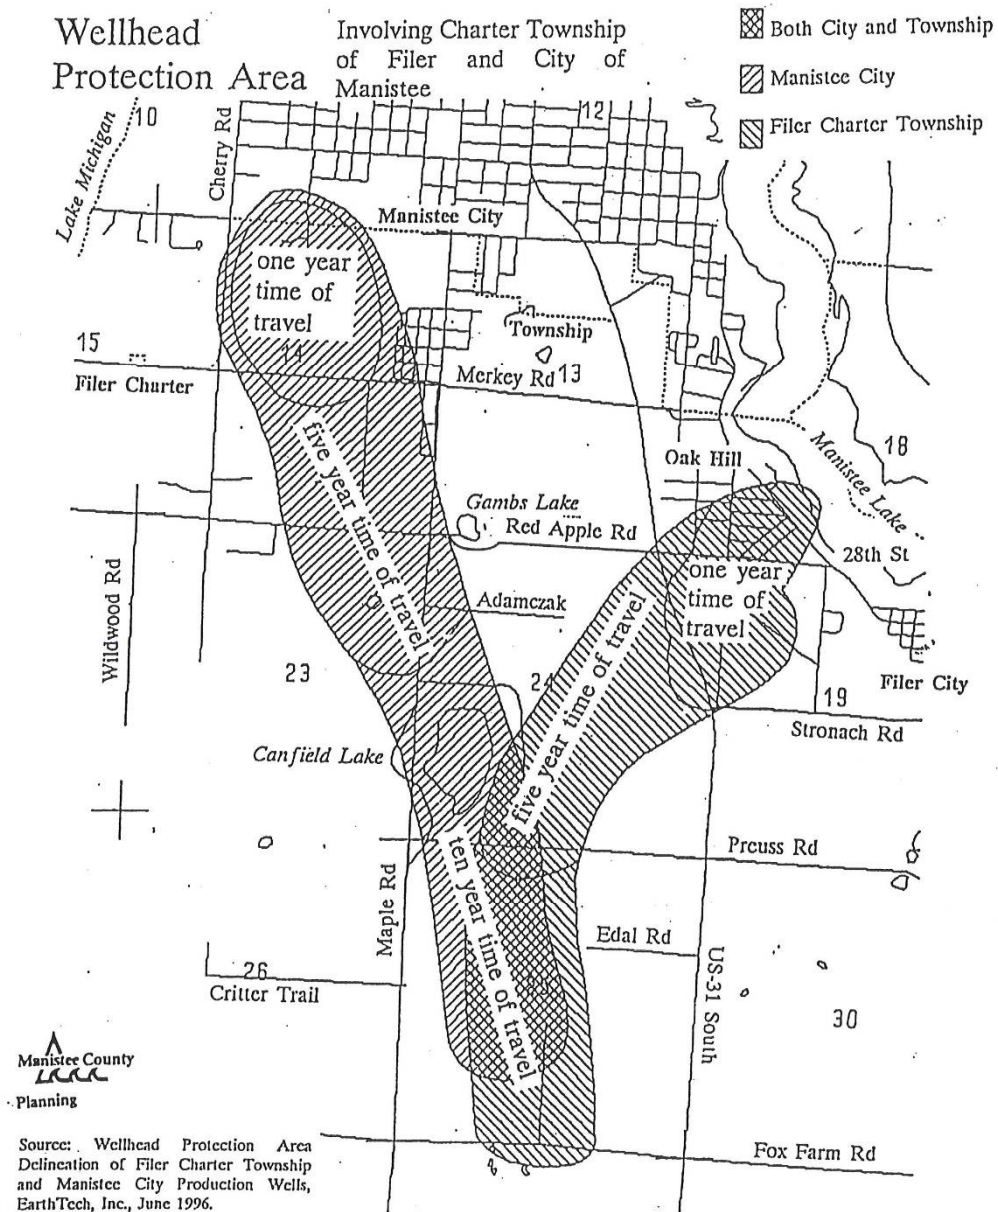 Wellhead
Protection Area
Involving Charter Township
of Filer and City of
Manistee
Both City and Township
Manistee City
Filer Charter Township
10
12
Lake Michigan
Cherry Rd
Manistee City
one year
time of
travel
14
15
Filer Charter
Township
Merkey Rd 13
Oak Hill
Manistee Lake
18
five year time of travel
Gambs Lake
Red Apple Rd
28th St
one year
time of
travel
Wildwood Rd
Adamczak
23
24
five year time of travel
19
Filer City
Stronach Rd
Canfield Lake
Preuss Rd
Maple Rd
ten year time of travel
Edal Rd
US-31 South
26
Critter Trail
30
Manistee County
Planning
Fox Farm Rd
Source: Wellhead Protection Area
Delineation of Filer Charter Township
and Manistee City Production Wells,
EarthTech, Inc., June 1996.